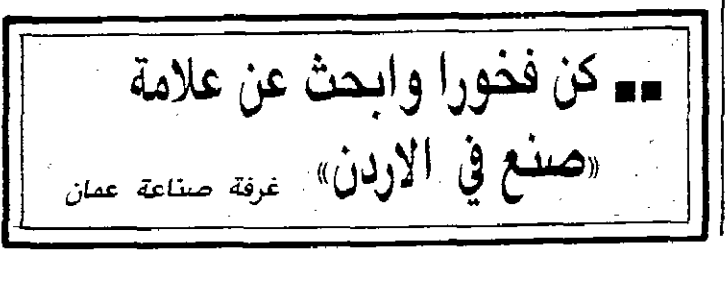 ■■ كن فخورا وابحث عن علامة
«صنع في الاردن» غرفة صناعة عمان